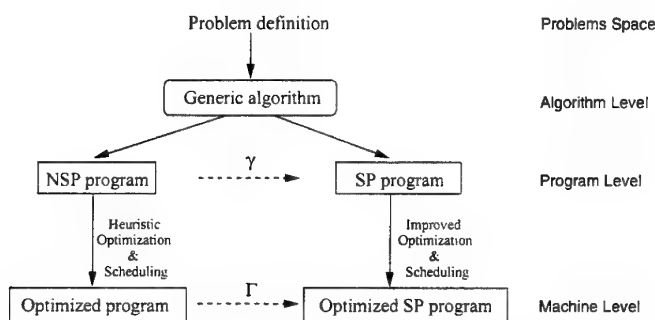 Problem definition
Problems Space
Generic algorithm
Algorithm Level
NSP program
γ
SP program
Program Level
Heuristic
Optimization
&
Scheduling
Improved
Optimization
&
Scheduling
Optimized program
Γ
Optimized SP program
Machine Level